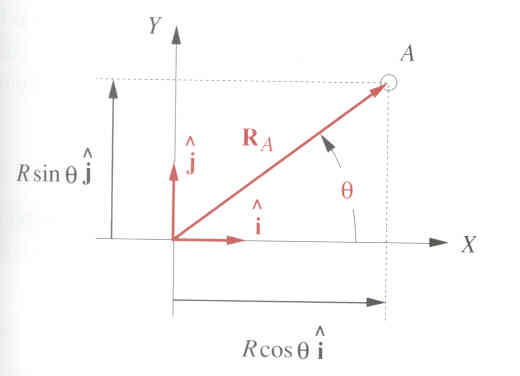 Y
A
R_A
ĵ
R sin θ ĵ
θ
î
X
R cos θ î